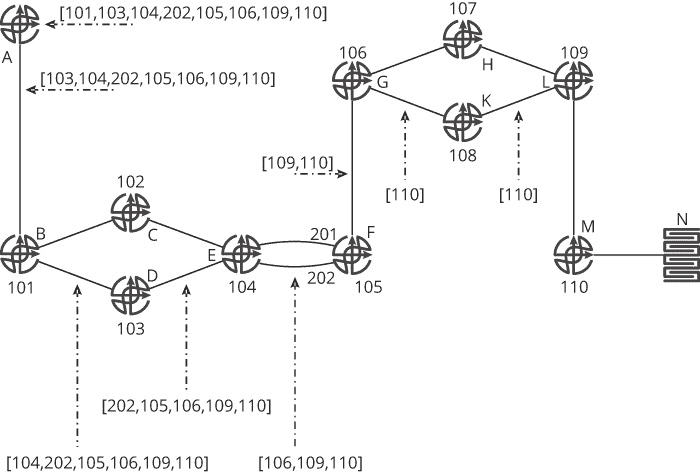 [101,103,104,202,105,106,109,110]
A
[103,104,202,105,106,109,110]
107
106
109
G
H
L
K
108
[109,110]
[110]
[110]
102
B
C
101
D
103
E
104
201
202
F
105
M
110
N
[202,105,106,109,110]
[104,202,105,106,109,110]
[106,109,110]